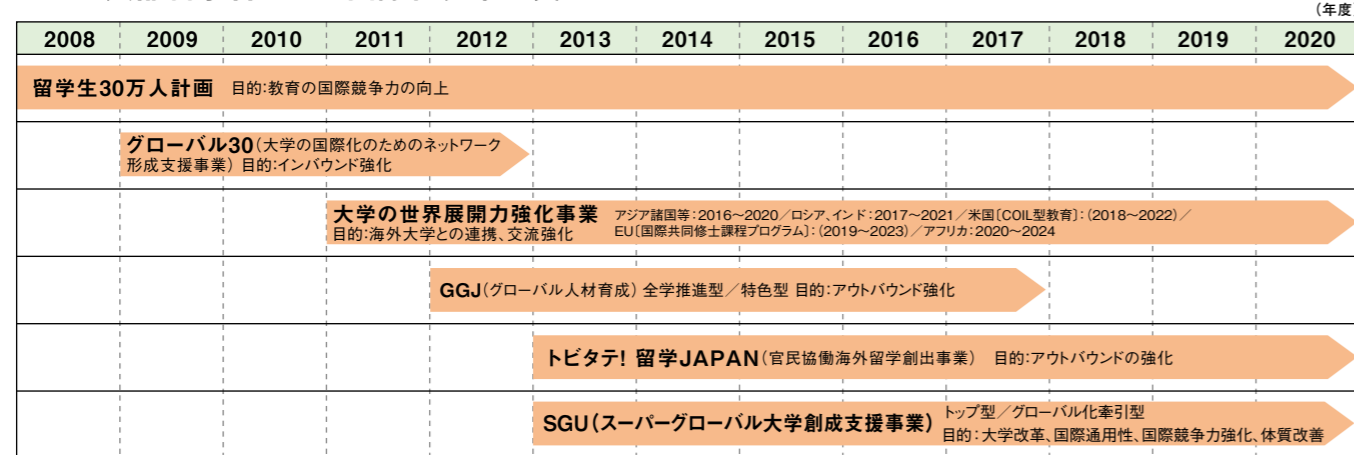 (年度
2008 2009 2010 2011 2012 2013 2014 2015 2016 2017 2018 2019 2020
留学生30万人計画 目的:教育の国際競争力の向上
グローバル30(大学の国際化のためのネットワーク
形成支援事業) 目的:インバウンド強化
大学の世界展開力強化事業
目的:海外大学との連携、交流強化
アジア諸国等:2016~2020/ロシア、インド:2017~2021/米国〔COIL型教育〕:(2018~2022)/
EU〔国際共同修士課程プログラム〕:(2019~2023)/アフリカ:2020~2024
GGJ(グローバル人材育成) 全学推進型/特色型 目的:アウトバウンド強化
トビタテ! 留学JAPAN(官民協働海外留学創出事業) 目的:アウトバウンドの強化
SGU(スーパーグローバル大学創成支援事業)
トップ型/グローバル化牽引型
目的:大学改革、国際通用性、国際競争力強化、体質改善